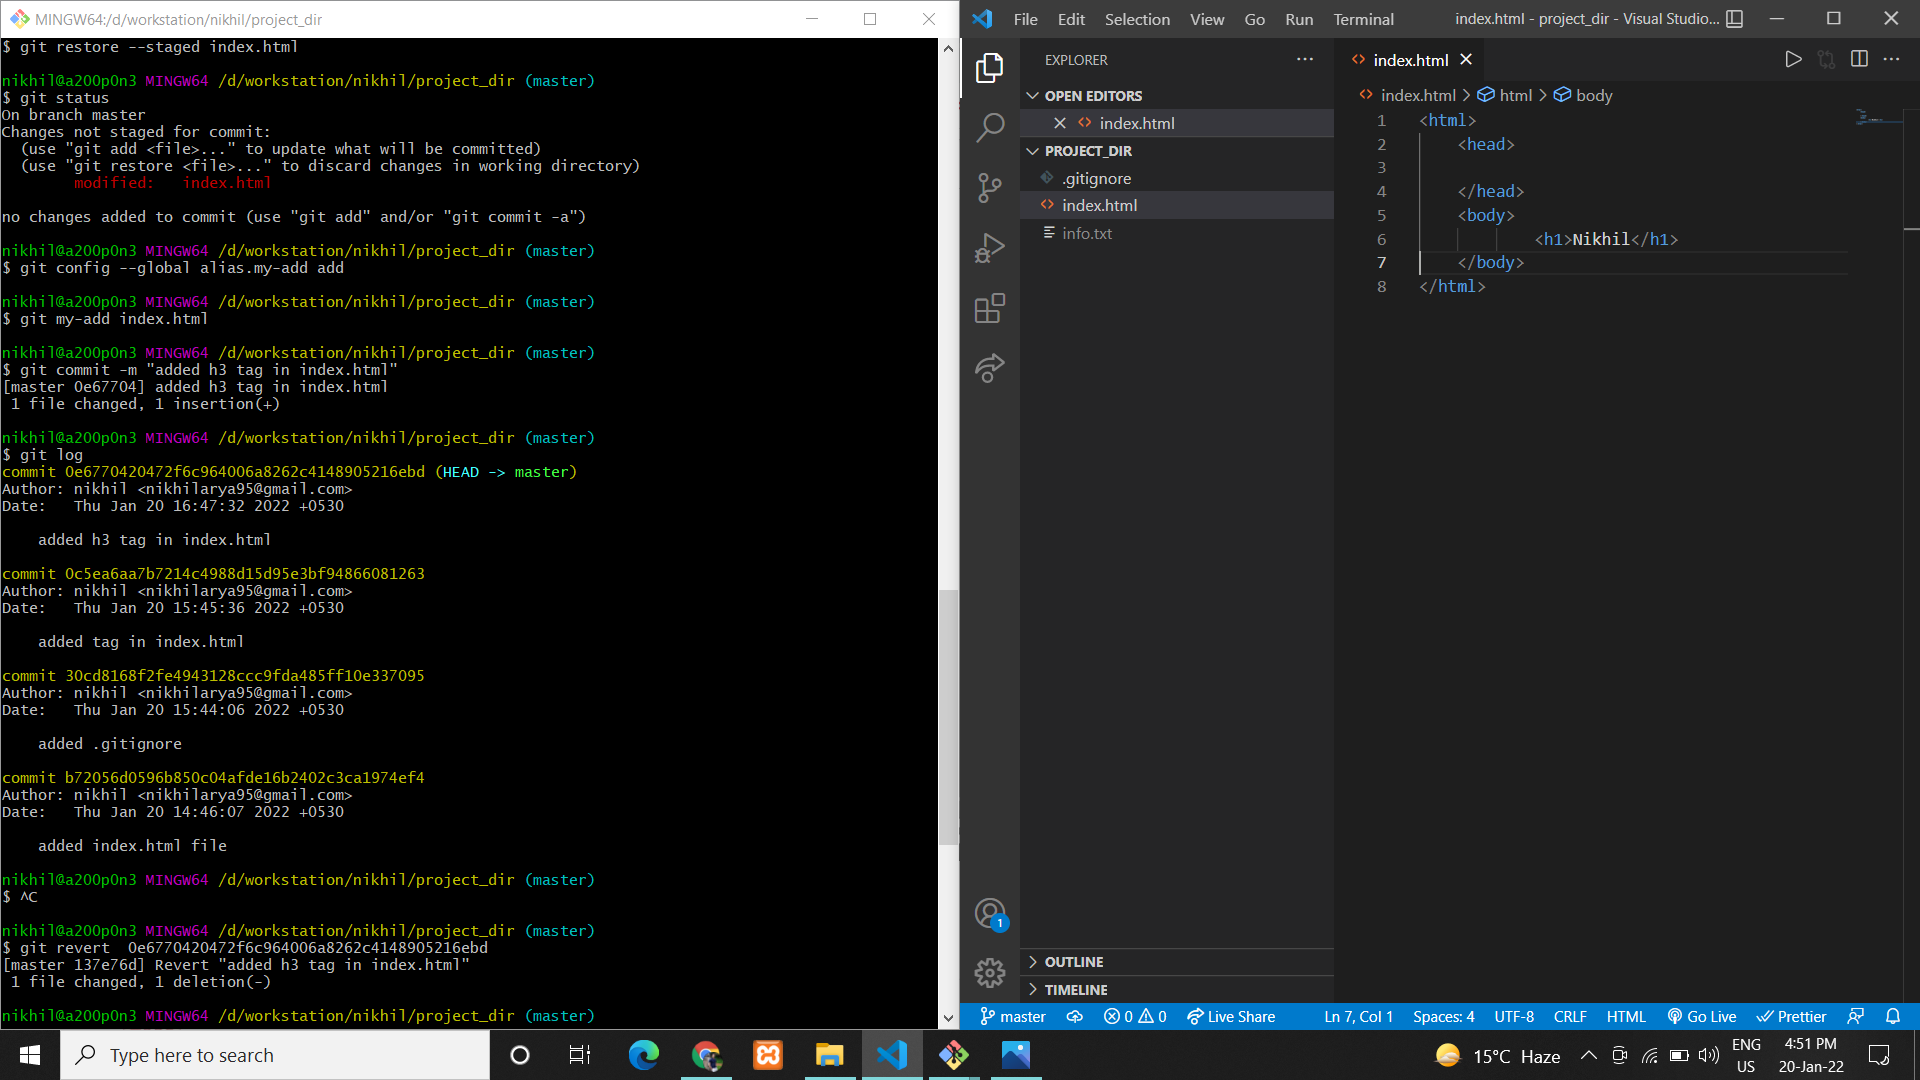 MINGW64:/d/workstation/nikhil/project_dir
$ git restore --staged index.html
nikhil@a200p0n3 MINGW64 /d/workstation/nikhil/project_dir (master)
$ git status
On branch master
Changes not staged for commit:
(use "git add <file>..." to update what will be committed)
(use "git restore <file>..." to discard changes in working directory)
modified:   index.html
no changes added to commit (use "git add" and/or "git commit -a")
nikhil@a200p0n3 MINGW64 /d/workstation/nikhil/project_dir (master)
$ git config --global alias.my-add add
nikhil@a200p0n3 MINGW64 /d/workstation/nikhil/project_dir (master)
$ git my-add index.html
nikhil@a200p0n3 MINGW64 /d/workstation/nikhil/project_dir (master)
$ git commit -m "added h3 tag in index.html"
[master 0e67704] added h3 tag in index.html
1 file changed, 1 insertion(+)
nikhil@a200p0n3 MINGW64 /d/workstation/nikhil/project_dir (master)
$ git log
commit 0e6770420472f6c964006a8262c4148905216ebd (HEAD -> master)
Author: nikhil <nikhilarya95@gmail.com>
Date:   Thu Jan 20 16:47:32 2022 +0530
added h3 tag in index.html
commit 0c5ea6aa7b7214c4988d15d95e3bf94866081263
Author: nikhil <nikhilarya95@gmail.com>
Date:   Thu Jan 20 15:45:36 2022 +0530
added tag in index.html
commit 30cd8168f2fe4943128ccc9fda485ff10e337095
Author: nikhil <nikhilarya95@gmail.com>
Date:   Thu Jan 20 15:44:06 2022 +0530
added .gitignore
commit b72056d0596b850c04afde16b2402c3ca1974ef4
Author: nikhil <nikhilarya95@gmail.com>
Date:   Thu Jan 20 14:46:07 2022 +0530
added index.html file
nikhil@a200p0n3 MINGW64 /d/workstation/nikhil/project_dir (master)
$ ^C
nikhil@a200p0n3 MINGW64 /d/workstation/nikhil/project_dir (master)
$ git revert  0e6770420472f6c964006a8262c4148905216ebd
[master 137e76d] Revert "added h3 tag in index.html"
1 file changed, 1 deletion(-)
nikhil@a200p0n3 MINGW64 /d/workstation/nikhil/project_dir (master)
File Edit Selection View Go Run Terminal index.html - project_dir - Visual Studio...
EXPLORER
OPEN EDITORS
index.html
PROJECT_DIR
.gitignore
index.html
info.txt
OUTLINE
TIMELINE
index.html
index.html > html > body
1 <html>
2 <head>
3
4 </head>
5 <body>
6 <h1>Nikhil</h1>
7 </body>
8 </html>
1
master 0 0 Live Share Ln 7, Col 1 Spaces: 4 UTF-8 CRLF HTML Go Live Prettier
Type here to search
15°C Haze
ENG
US
4:51 PM
20-Jan-22